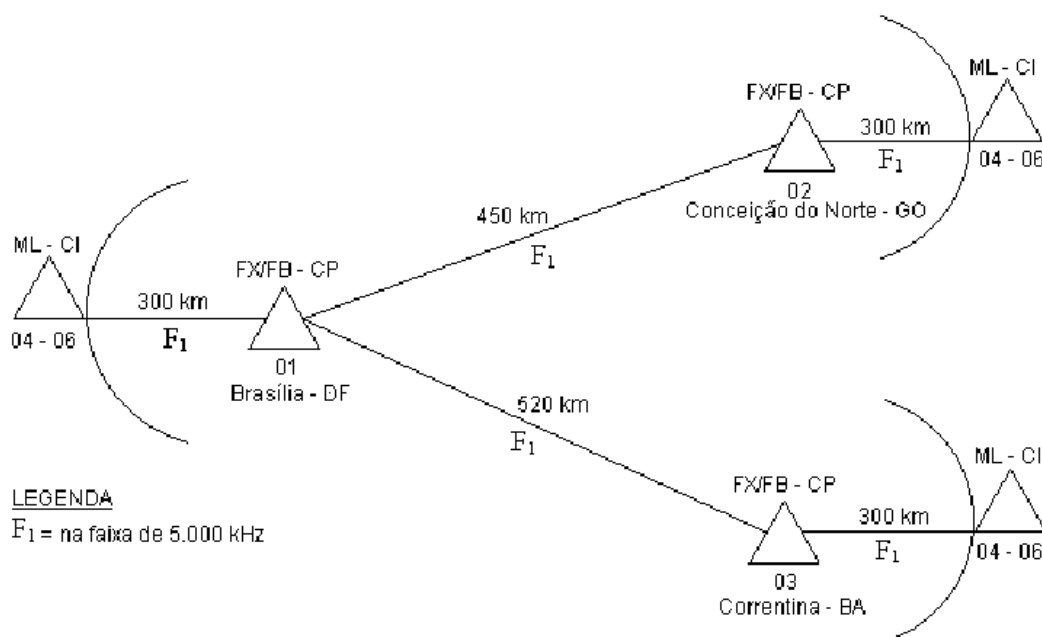 ML - CI
FX/FB - CP
300 km
F₁
04 - 06
02
Conceição do Norte - GO
450 km
F₁
ML - CI
FX/FB - CP
300 km
F₁
04 - 06
01
Brasília - DF
520 km
F₁
ML - CI
FX/FB - CP
LEGENDA
F₁ = na faixa de 5.000 kHz
300 km
F₁
04 - 06
03
Correntina - BA